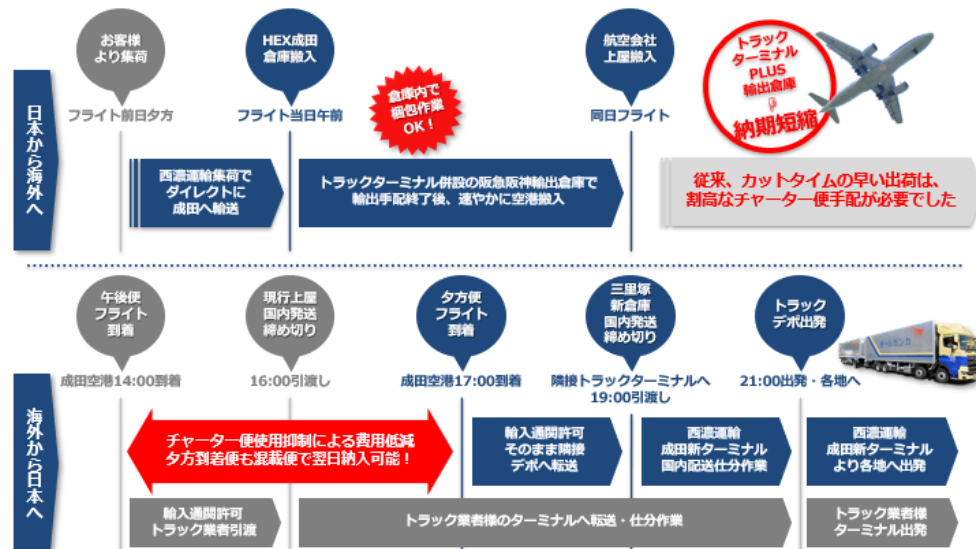 日本から海外へ
お客様
より集荷
フライト前日夕方
HEX成田
倉庫搬入
フライト当日午前
倉庫内で
梱包作業
OK！
航空会社
上屋搬入
同日フライト
トラック
ターミナル
PLUS
輸出倉庫
納期短縮
西濃運輸集荷で
ダイレクトに
成田へ輸送
トラックターミナル併設の阪急阪神輸出倉庫で
輸出手配終了後、速やかに空港搬入
従来、カットタイムの早い出荷は、
割高なチャーター便手配が必要でした
海外から日本へ
午後便
フライト
到着
成田空港14:00到着
現行上屋
国内発送
締め切り
16:00引渡し
夕方便
フライト
到着
成田空港17:00到着
三里塚
新倉庫
国内発送
締め切り
隣接トラックターミナルへ
19:00引渡し
トラック
デポ出発
21:00出発・各地へ
チャーター便使用抑制による費用低減
夕方到着便も混載便で翌日納入可能！
輸入通関許可
そのまま隣接
デポへ転送
西濃運輸
成田新ターミナル
国内配送仕分作業
西濃運輸
成田新ターミナル
より各地へ出発
輸入通関許可
トラック業者引渡
トラック業者様のターミナルへ転送・仕分作業
トラック業者様
ターミナル出発